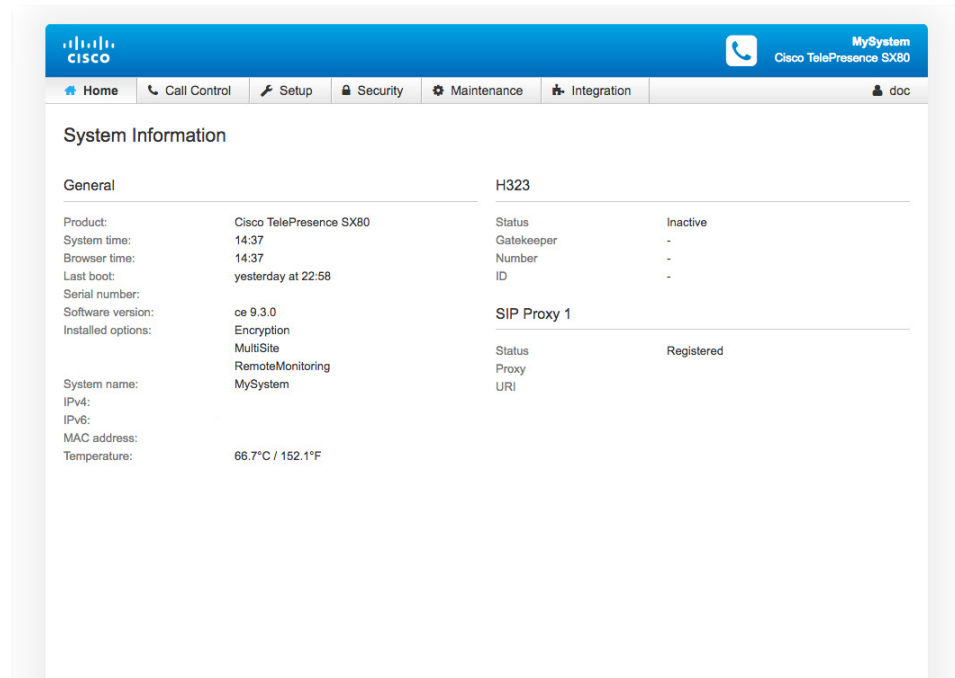 CISCO
MySystem
Cisco TelePresence SX80
Home Call Control Setup Security Maintenance Integration doc
System Information
General
Product: Cisco TelePresence SX80
System time: 14:37
Browser time: 14:37
Last boot: yesterday at 22:58
Serial number:
Software version: ce 9.3.0
Installed options: Encryption
MultiSite
RemoteMonitoring
System name: MySystem
IPv4:
IPv6:
MAC address:
Temperature: 66.7°C / 152.1°F
H323
Status Inactive
Gatekeeper -
Number -
ID -
SIP Proxy 1
Status Registered
Proxy
URI